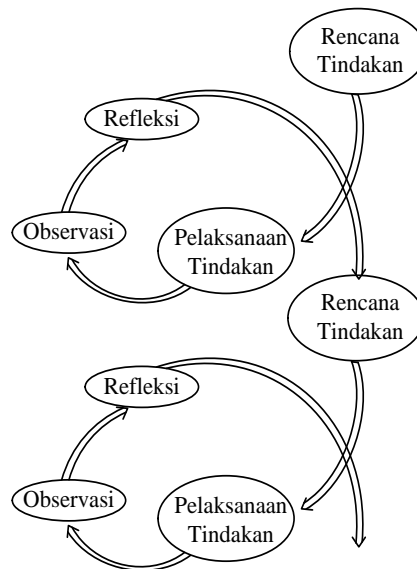 Rencana
Tindakan
Refleksi
Observasi
Pelaksanaan
Tindakan
Rencana
Tindakan
Refleksi
Observasi
Pelaksanaan
Tindakan